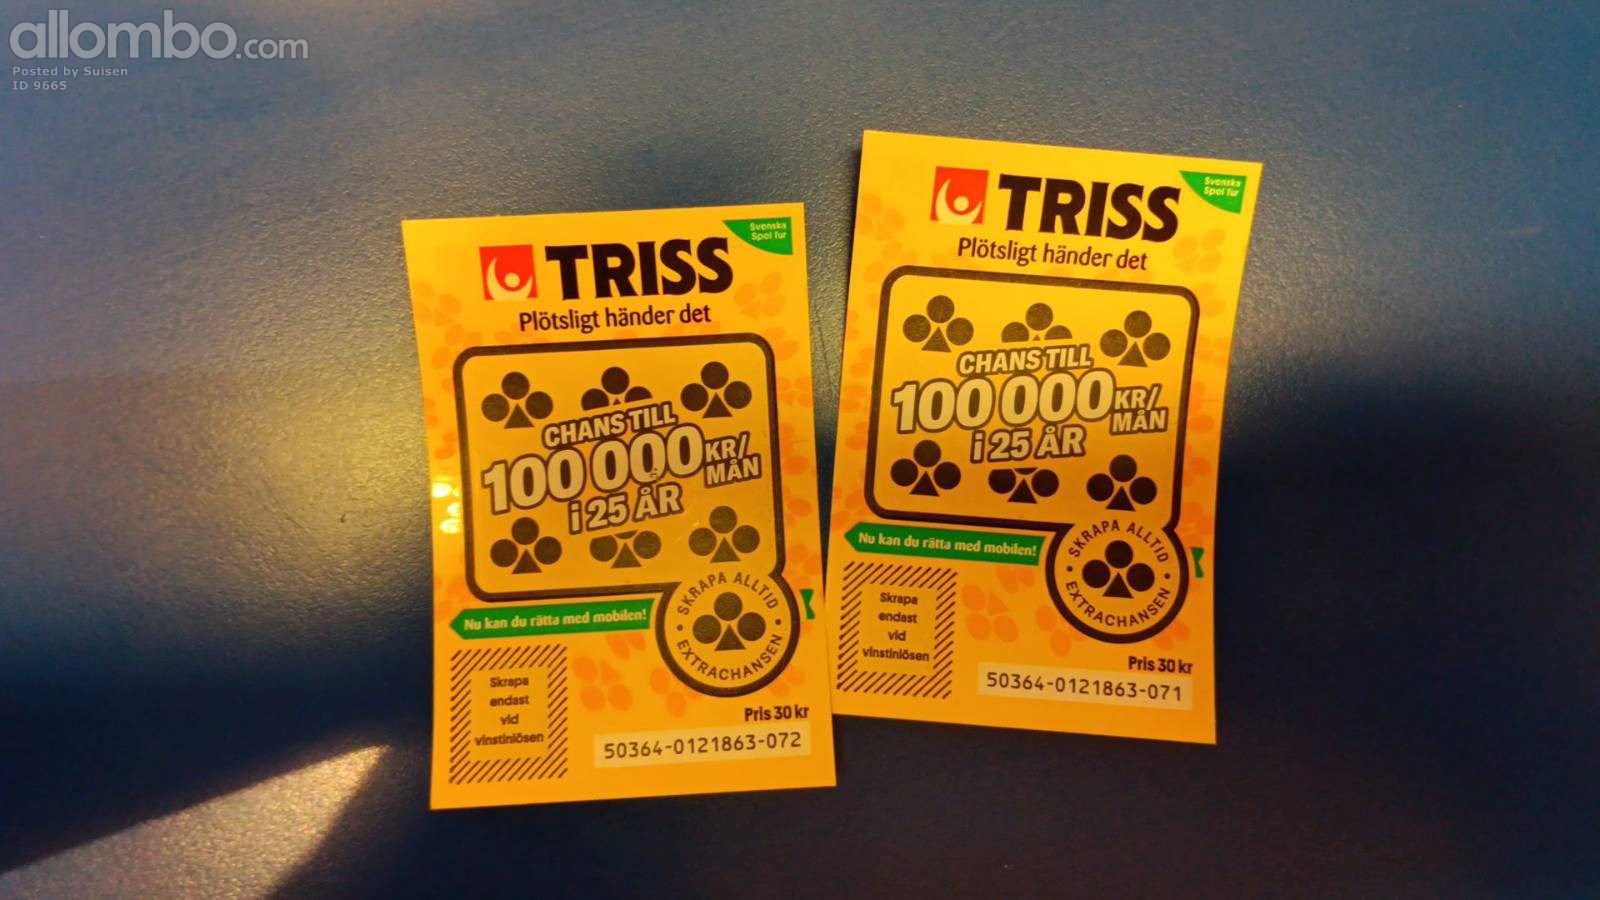 allombo.com
Posted by Suisen
ID 9665
Svenska
Spel fur
TRISS
Plötsligt händer det
CHANS TILL
100 000 KR/
MÅN
i 25 ÅR
Nu kan du rätta med mobilen!
SKRAPA ALLTID
EXTRACHANSEN
Skrapa
endast
vid
vinstinlösen
Pris 30 kr
50364-0121863-072
Svenska
Spel fur
TRISS
Plötsligt händer det
CHANS TILL
100 000 KR/
MÅN
i 25 ÅR
Nu kan du rätta med mobilen!
SKRAPA ALLTID
EXTRACHANSEN
Skrapa
endast
vid
vinstinlösen
Pris 30 kr
50364-0121863-071